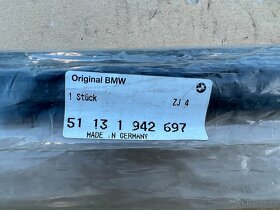 Original BMW
1 Stück ZJ 4
51 13 1 942 697
MADE IN GERMANY